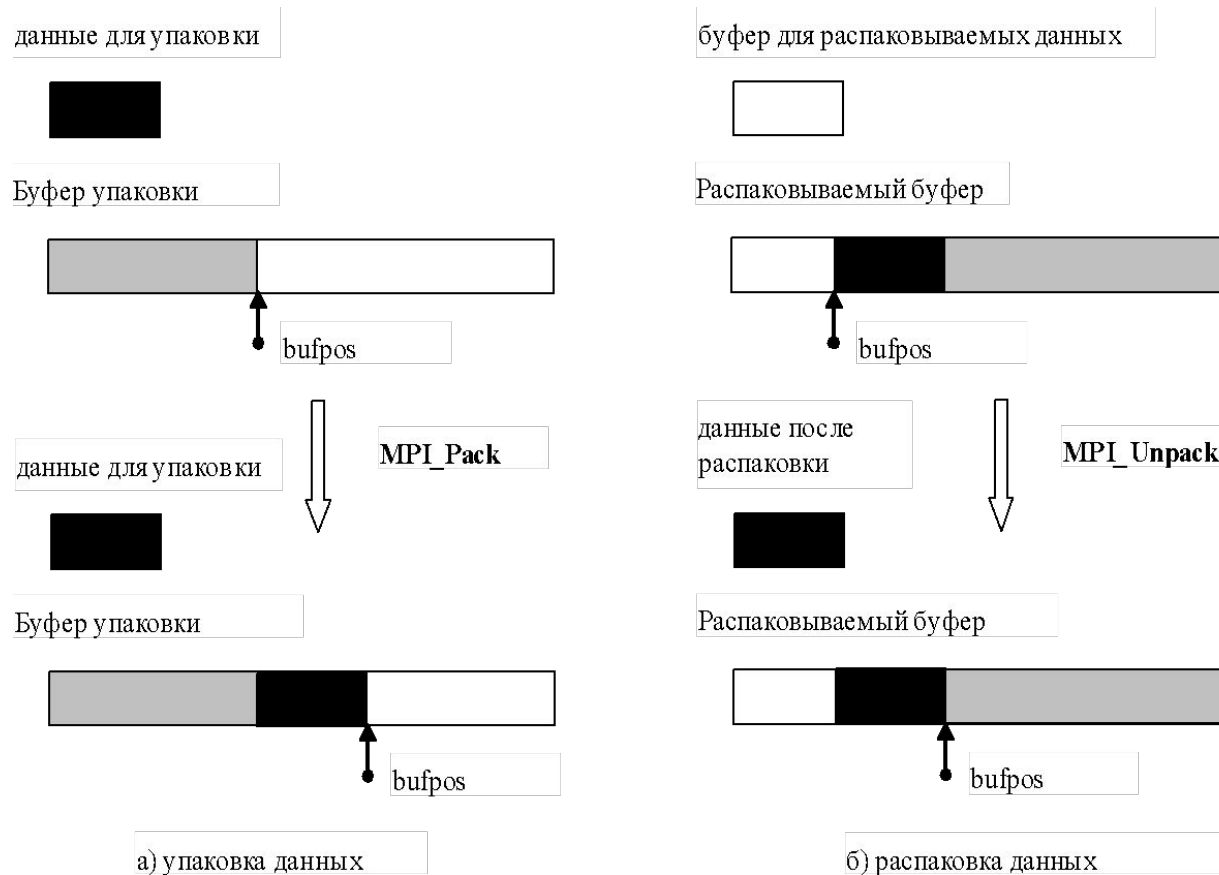 данные для упаковки
Буфер упаковки
bufpos
MPI_Pack
данные для упаковки
Буфер упаковки
bufpos
а) упаковка данных
буфер для распаковываемых данных
Распаковываемый буфер
bufpos
данные после
распаковки
MPI_Unpack
Распаковываемый буфер
bufpos
б) распаковка данных